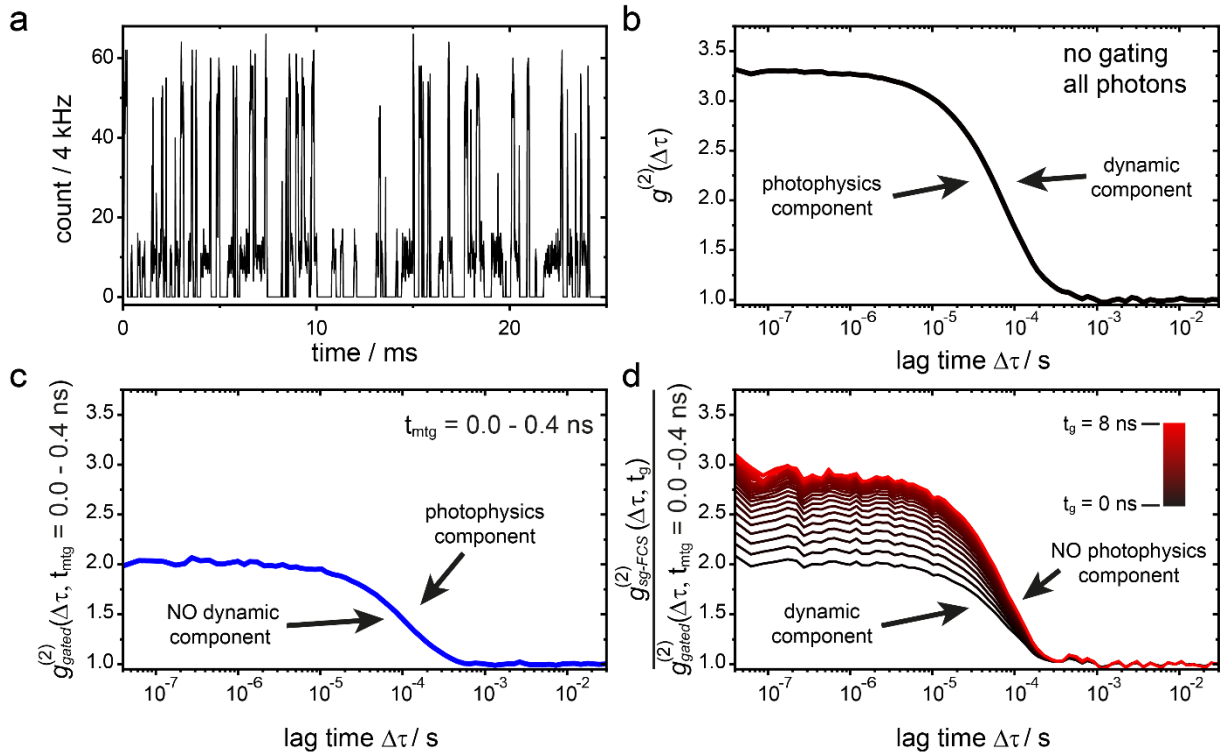 a
count / 4 kHz
60
40
20
0
0
10
20
time / ms
b
g⁽²⁾(Δτ)
3.5
3.0
2.5
2.0
1.5
1.0
no gating
all photons
photophysics
component
dynamic
component
10⁻⁷ 10⁻⁶ 10⁻⁵ 10⁻⁴ 10⁻³ 10⁻²
lag time Δτ / s
c
g⁽²⁾gated(Δτ, tmtg = 0.0 - 0.4 ns)
3.5
3.0
2.5
2.0
1.5
1.0
tmtg = 0.0 - 0.4 ns
photophysics
component
NO dynamic
component
10⁻⁷ 10⁻⁶ 10⁻⁵ 10⁻⁴ 10⁻³ 10⁻²
lag time Δτ / s
d
g⁽²⁾sg-FCS(Δτ, tg)
g⁽²⁾gated(Δτ, tmtg = 0.0 -0.4 ns)
3.5
3.0
2.5
2.0
1.5
1.0
tg = 8 ns
tg = 0 ns
NO photophysics
component
dynamic
component
10⁻⁷ 10⁻⁶ 10⁻⁵ 10⁻⁴ 10⁻³ 10⁻²
lag time Δτ / s